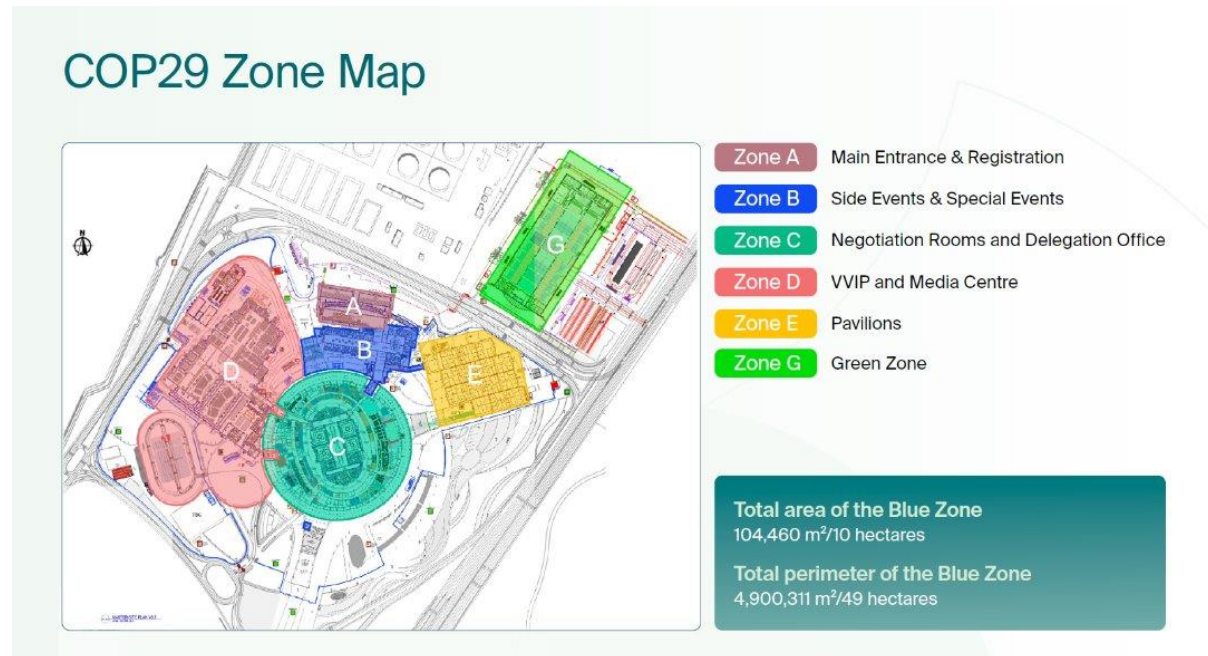 COP29 Zone Map
N
A
B
C
D
E
G
Zone A Main Entrance & Registration
Zone B Side Events & Special Events
Zone C Negotiation Rooms and Delegation Office
Zone D VVIP and Media Centre
Zone E Pavilions
Zone G Green Zone
Total area of the Blue Zone
104,460 m²/10 hectares
Total perimeter of the Blue Zone
4,900,311 m²/49 hectares